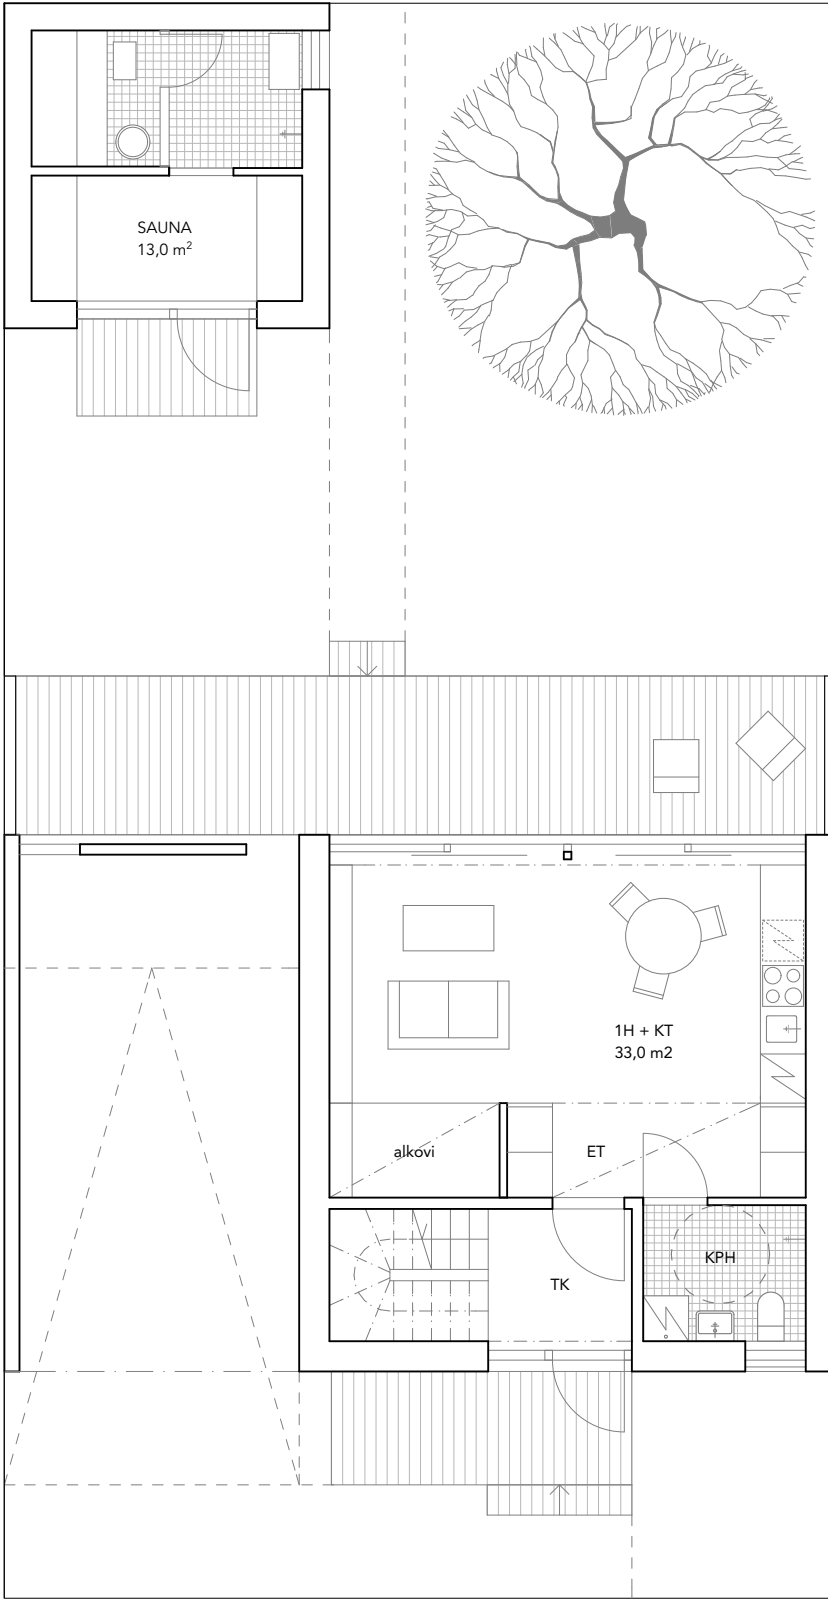 SAUNA
13,0 m²
1H + KT
33,0 m2
alkovi
ET
KPH
TK